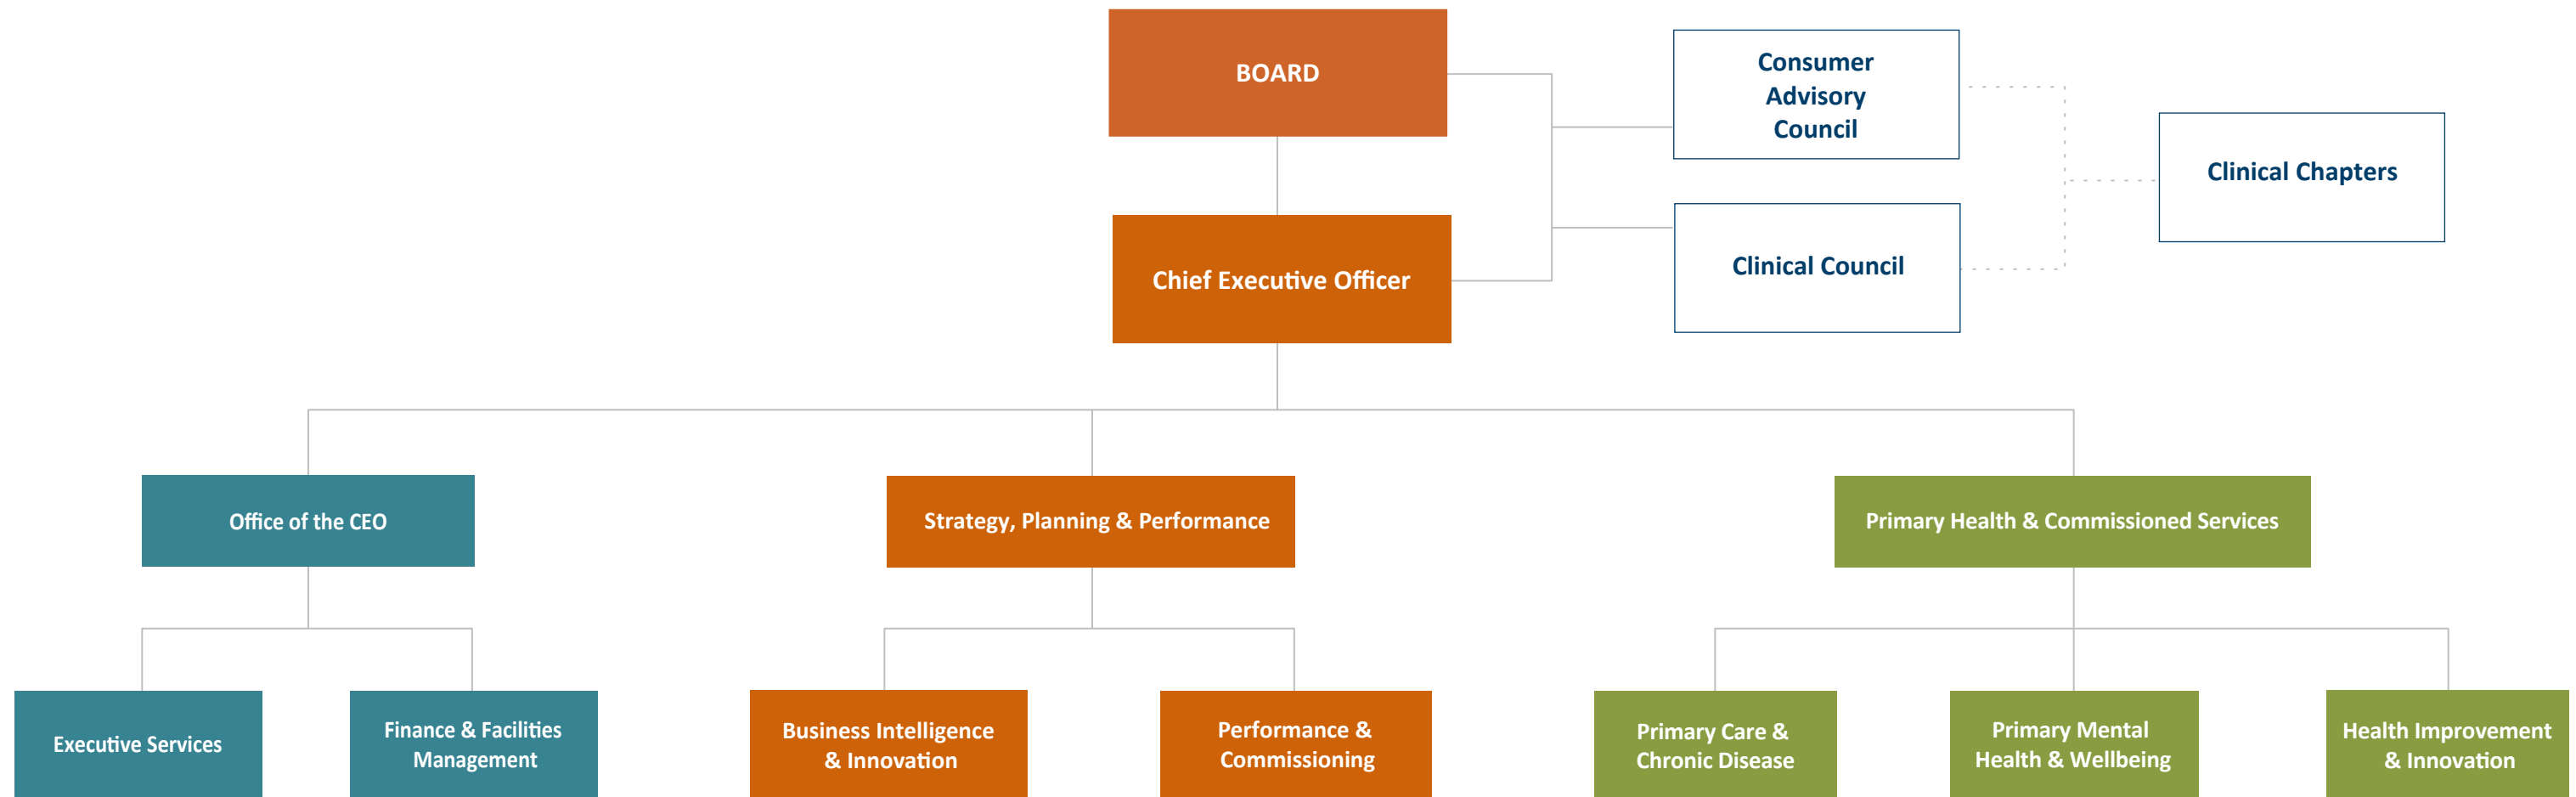 BOARD
Consumer
Advisory
Council
Clinical Chapters
Clinical Council
Chief Executive Officer
Office of the CEO
Strategy, Planning & Performance
Primary Health & Commissioned Services
Executive Services
Finance & Facilities
Management
Business Intelligence
& Innovation
Performance &
Commissioning
Primary Care &
Chronic Disease
Primary Mental
Health & Wellbeing
Health Improvement
& Innovation